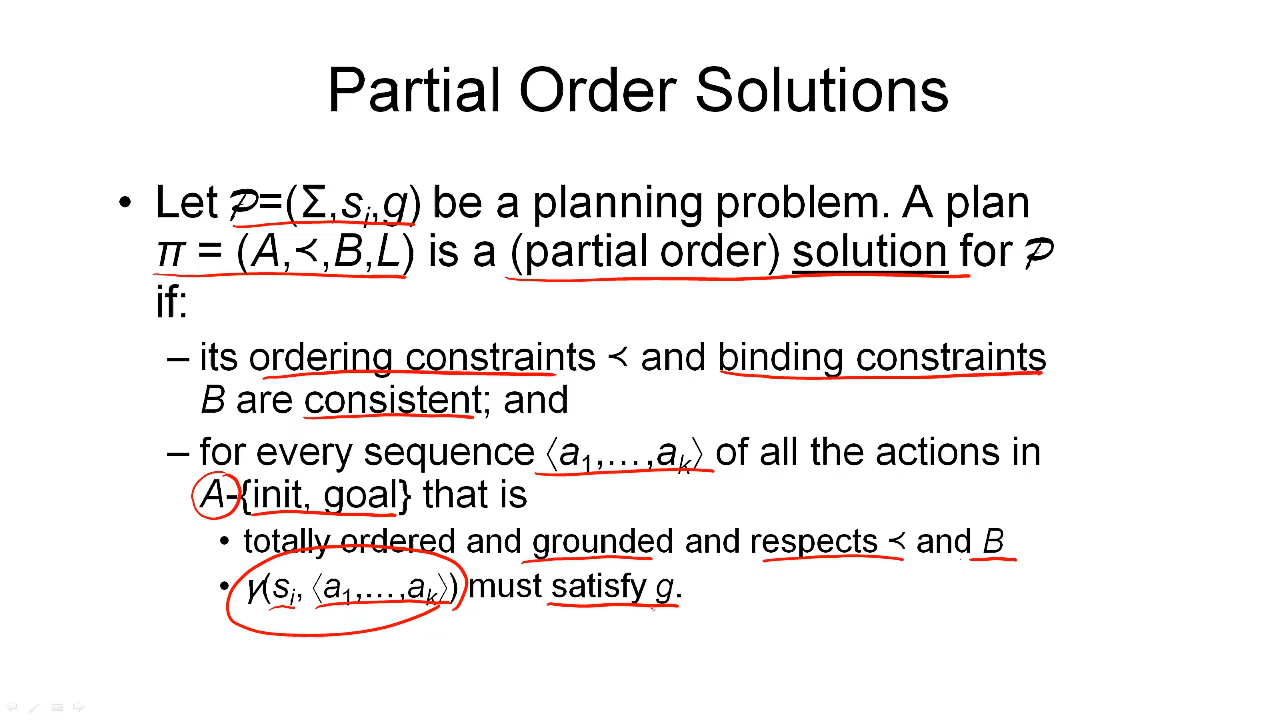 Partial Order Solutions
• Let 𝒫=(Σ,sᵢ,g) be a planning problem. A plan
π = (A,≺,B,L) is a (partial order) solution for 𝒫
if:
– its ordering constraints ≺ and binding constraints
B are consistent; and
– for every sequence ⟨a₁,…,aₖ⟩ of all the actions in
A-{init, goal} that is
• totally ordered and grounded and respects ≺ and B
• γ(sᵢ, ⟨a₁,…,aₖ⟩) must satisfy g.